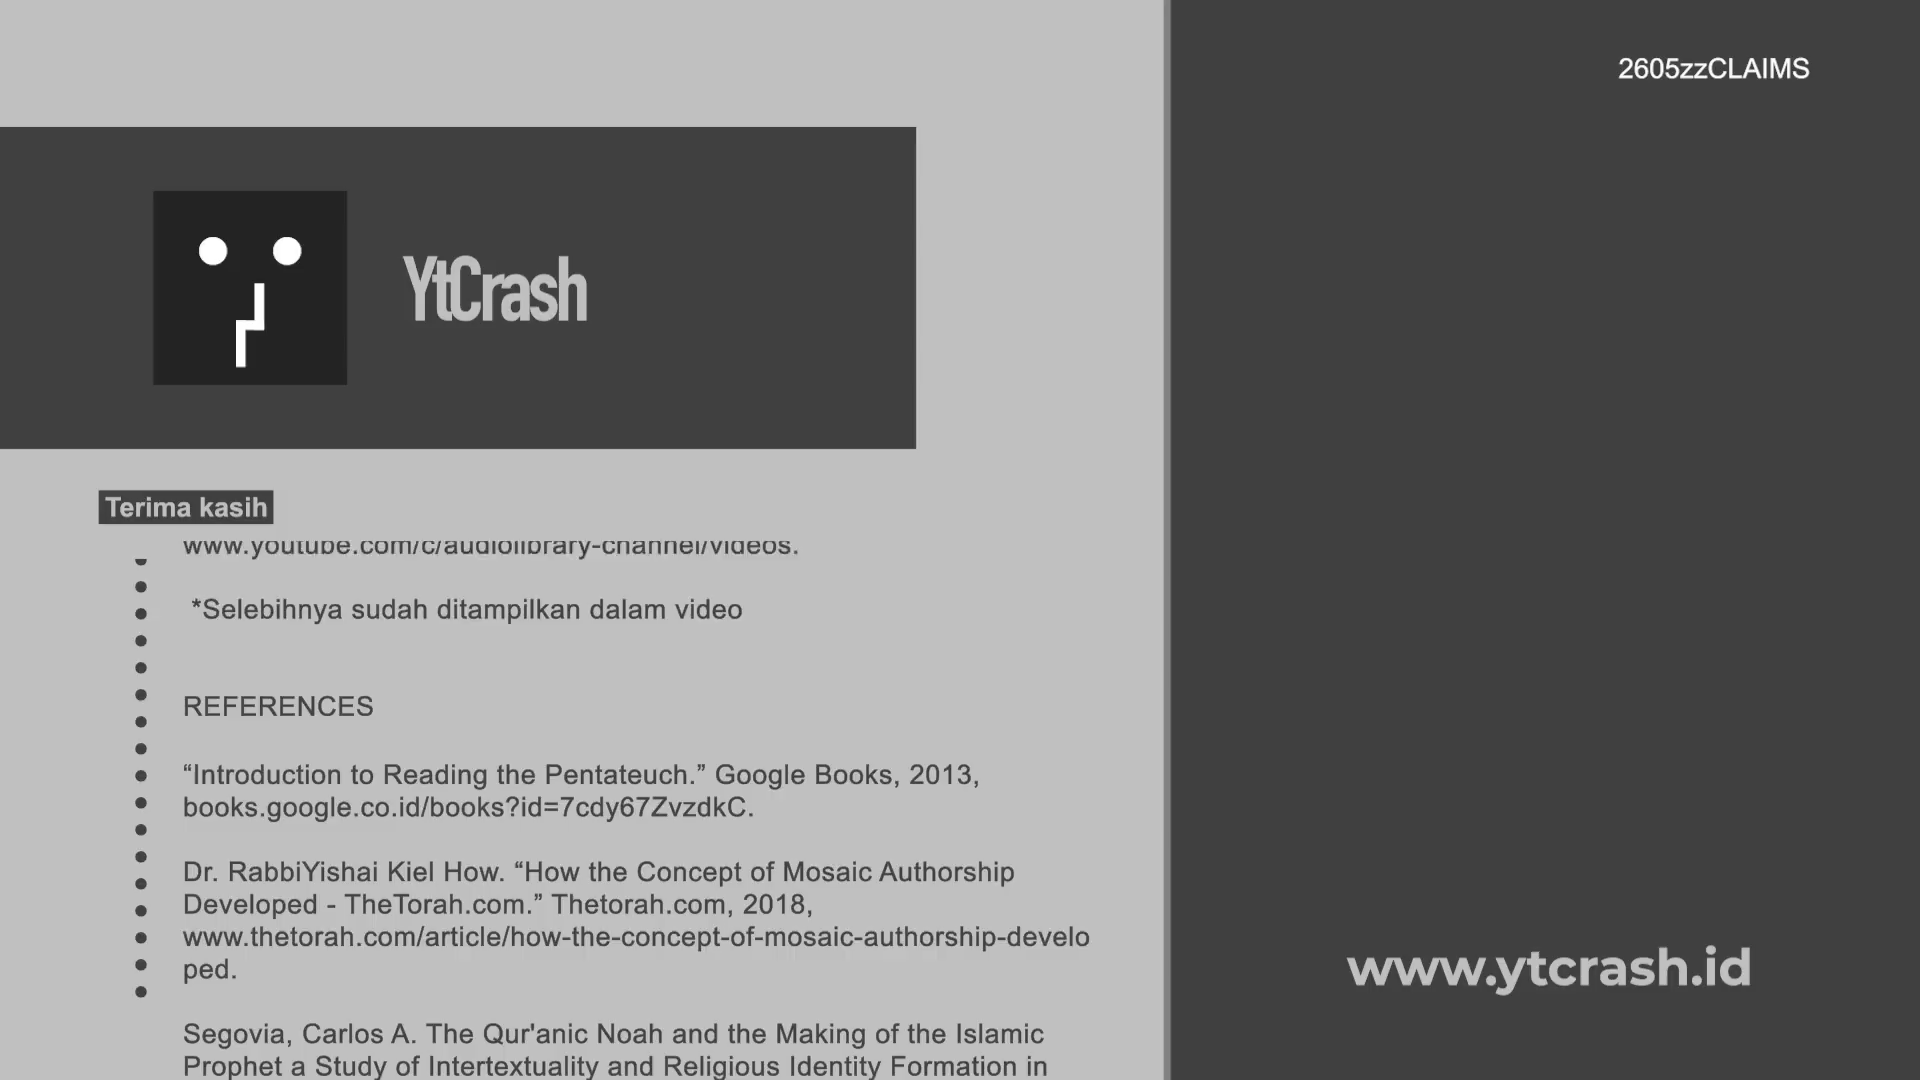 2605zzCLAIMS
YtCrash
Terima kasih
www.youtube.com/c/audiolibrary-channel/videos.
*Selebihnya sudah ditampilkan dalam video
REFERENCES
“Introduction to Reading the Pentateuch.” Google Books, 2013,
books.google.co.id/books?id=7cdy67ZvzdkC.
Dr. RabbiYishai Kiel How. “How the Concept of Mosaic Authorship
Developed - TheTorah.com.” Thetorah.com, 2018,
www.thetorah.com/article/how-the-concept-of-mosaic-authorship-develo
ped.
Segovia, Carlos A. The Qur'anic Noah and the Making of the Islamic
Prophet a Study of Intertextuality and Religious Identity Formation in
www.ytcrash.id